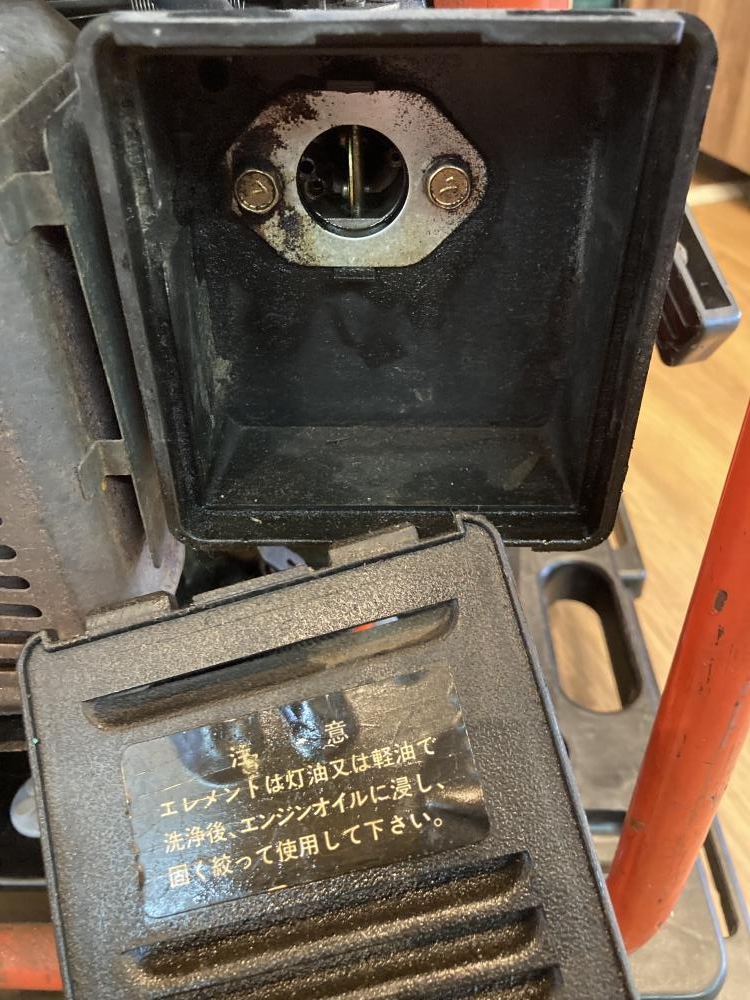 注意
エレメントは灯油又は軽油で
洗浄後、エンジンオイルに浸し、
固く絞って使用して下さい。